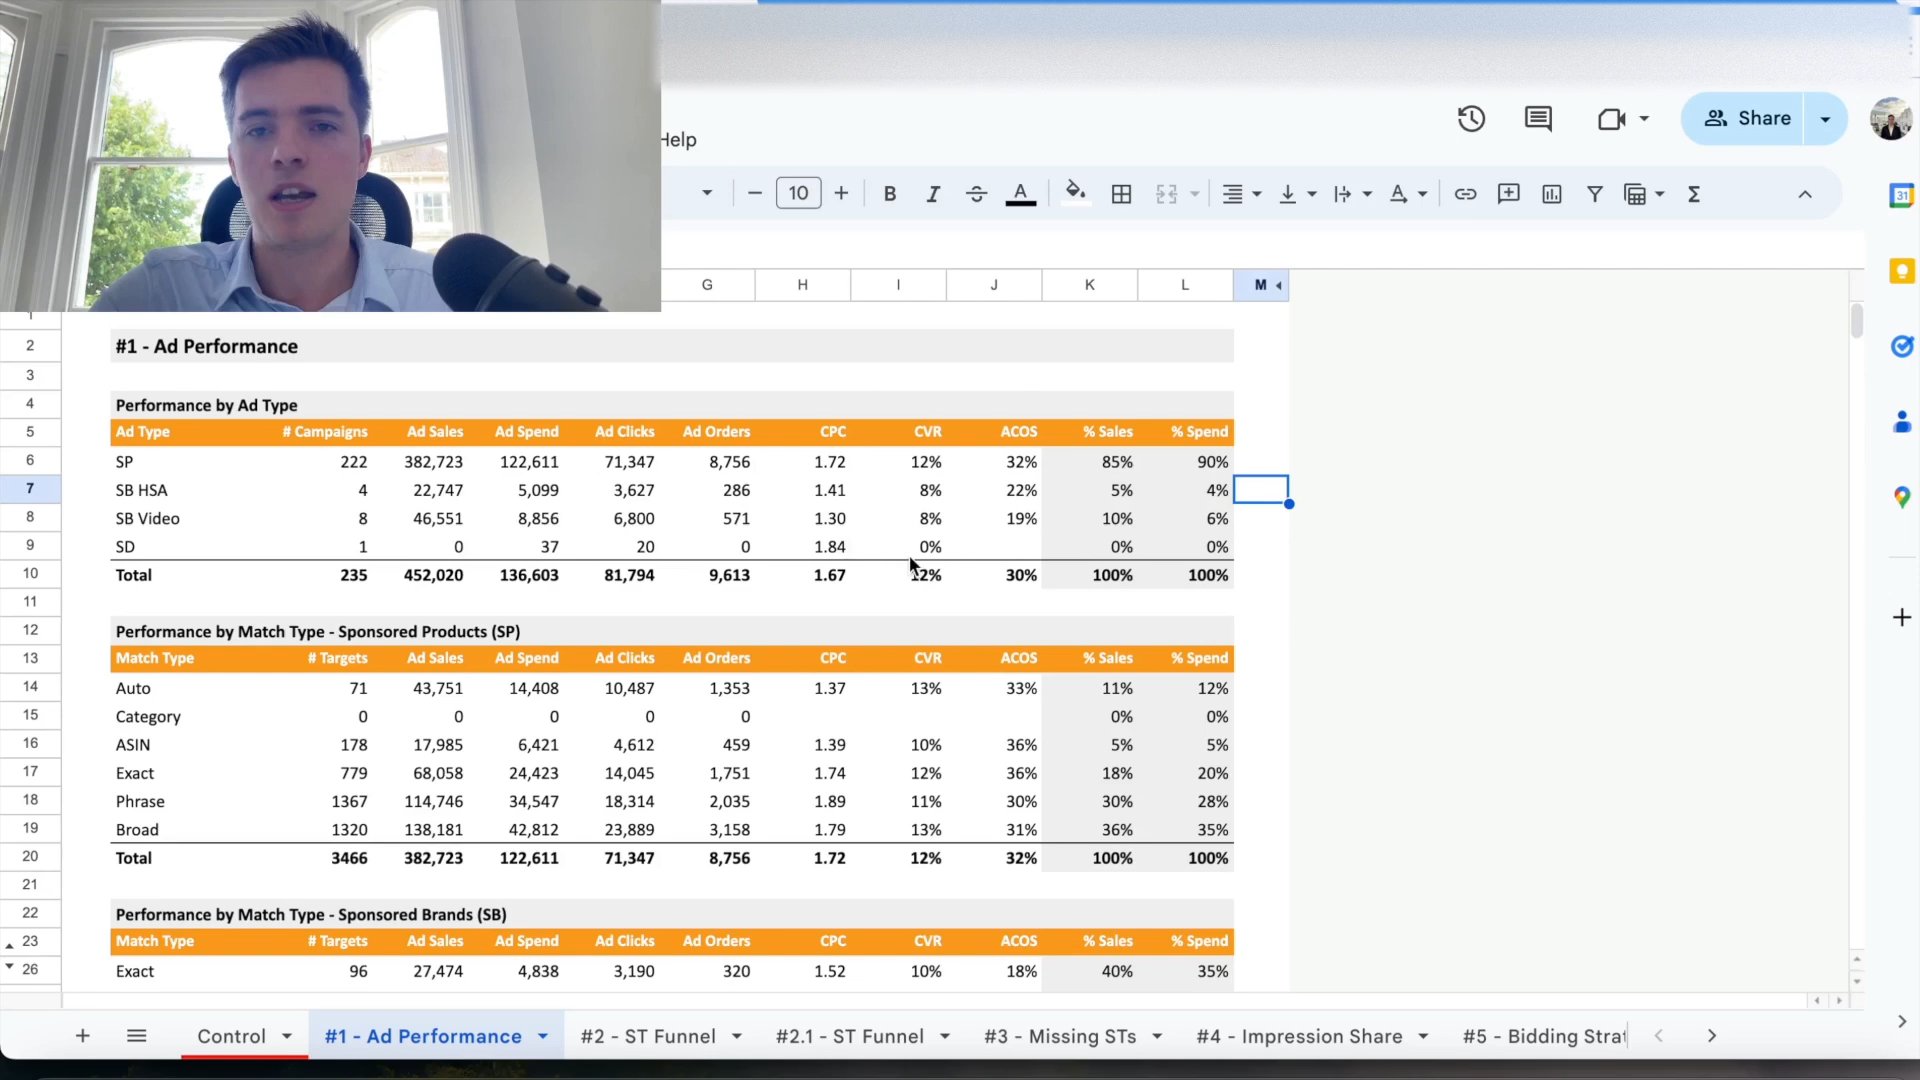 Help
10
Share
31
G H I J K L M
1
2 #1 - Ad Performance
3
4 Performance by Ad Type
5 Ad Type # Campaigns Ad Sales Ad Spend Ad Clicks Ad Orders CPC CVR ACOS % Sales % Spend
6 SP 222 382,723 122,611 71,347 8,756 1.72 12% 32% 85% 90%
7 SB HSA 4 22,747 5,099 3,627 286 1.41 8% 22% 5% 4%
8 SB Video 8 46,551 8,856 6,800 571 1.30 8% 19% 10% 6%
9 SD 1 0 37 20 0 1.84 0% 0% 0%
10 Total 235 452,020 136,603 81,794 9,613 1.67 12% 30% 100% 100%
11
12 Performance by Match Type - Sponsored Products (SP)
13 Match Type # Targets Ad Sales Ad Spend Ad Clicks Ad Orders CPC CVR ACOS % Sales % Spend
14 Auto 71 43,751 14,408 10,487 1,353 1.37 13% 33% 11% 12%
15 Category 0 0 0 0 0 0% 0%
16 ASIN 178 17,985 6,421 4,612 459 1.39 10% 36% 5% 5%
17 Exact 779 68,058 24,423 14,045 1,751 1.74 12% 36% 18% 20%
18 Phrase 1367 114,746 34,547 18,314 2,035 1.89 11% 30% 30% 28%
19 Broad 1320 138,181 42,812 23,889 3,158 1.79 13% 31% 36% 35%
20 Total 3466 382,723 122,611 71,347 8,756 1.72 12% 32% 100% 100%
21
22 Performance by Match Type - Sponsored Brands (SB)
23 Match Type # Targets Ad Sales Ad Spend Ad Clicks Ad Orders CPC CVR ACOS % Sales % Spend
26 Exact 96 27,474 4,838 3,190 320 1.52 10% 18% 40% 35%
Control #1 - Ad Performance #2 - ST Funnel #2.1 - ST Funnel #3 - Missing STs #4 - Impression Share #5 - Bidding Strat